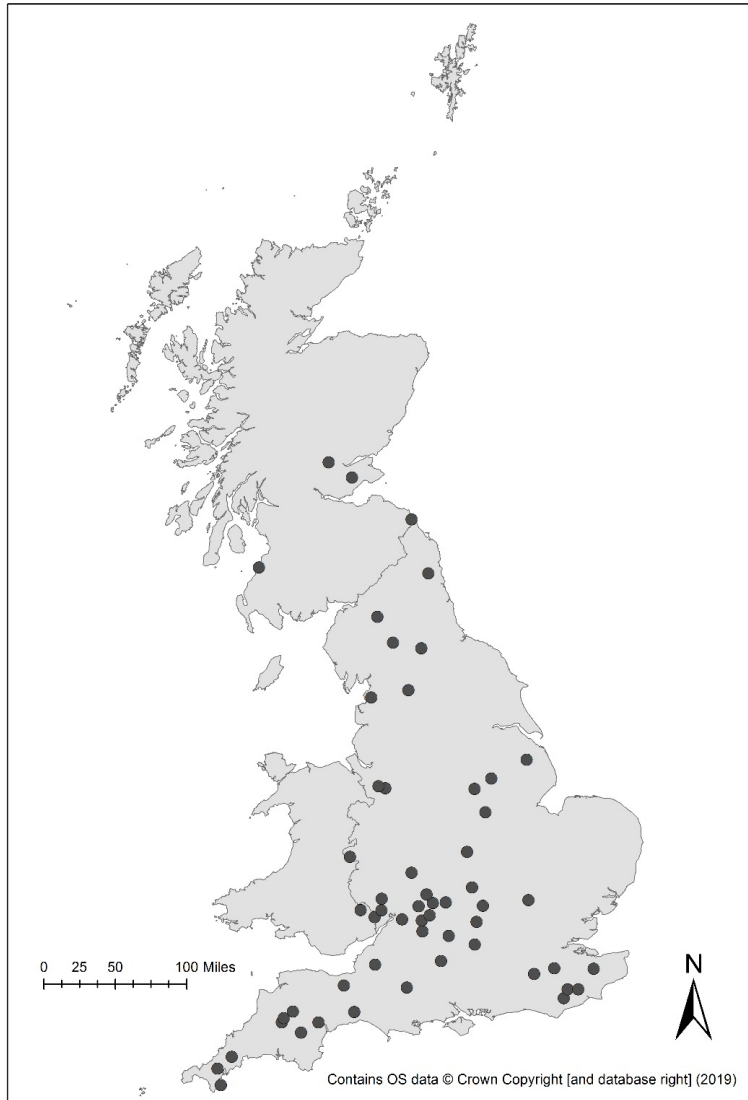 0 25 50 100 Miles
N
Contains OS data © Crown Copyright [and database right] (2019)